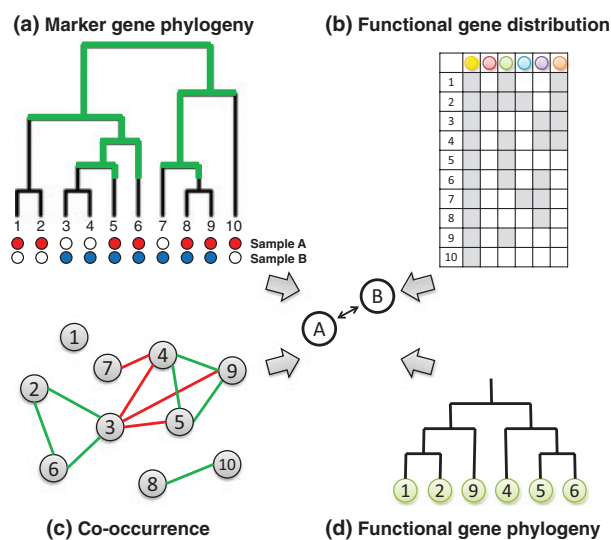 (a) Marker gene phylogeny
1 2 3 4 5 6 7 8 9 10
Sample A
Sample B
(b) Functional gene distribution
1
2
3
4
5
6
7
8
9
10
A B
1
2
3
4
5
6
7
8
9
10
(c) Co-occurrence
1 2 9 4 5 6
(d) Functional gene phylogeny